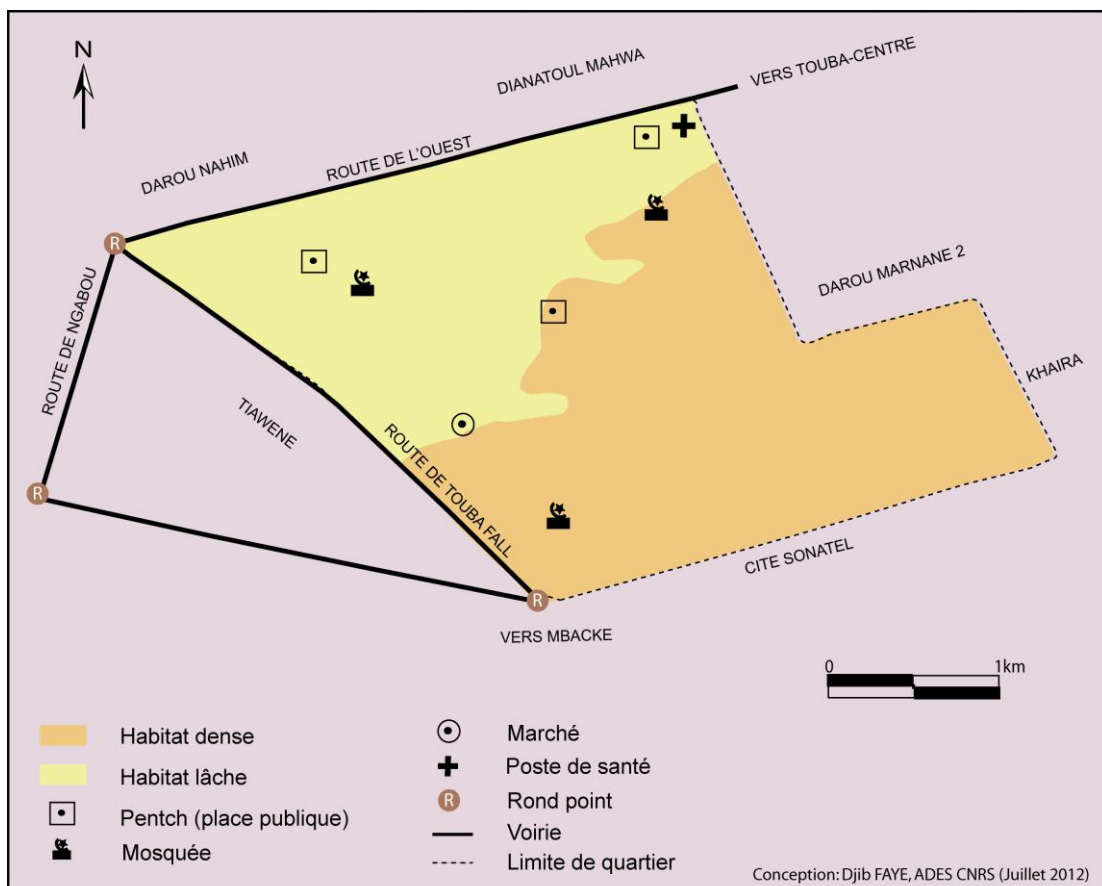 N
DIANATOUL MAHWA
VERS TOUBA-CENTRE
DAROU NAHIM
ROUTE DE L'OUEST
R
DAROU MARNANE 2
ROUTE DE NGABOU
KHAIRA
TIAWENE
ROUTE DE TOUBA FALL
R
CITE SONATEL
R
VERS MBACKE
0 1km
Habitat dense
Habitat lâche
Pentch (place publique)
Mosquée
Marché
Poste de santé
R Rond point
Voirie
Limite de quartier
Conception: Djib FAYE, ADES CNRS (Juillet 2012)